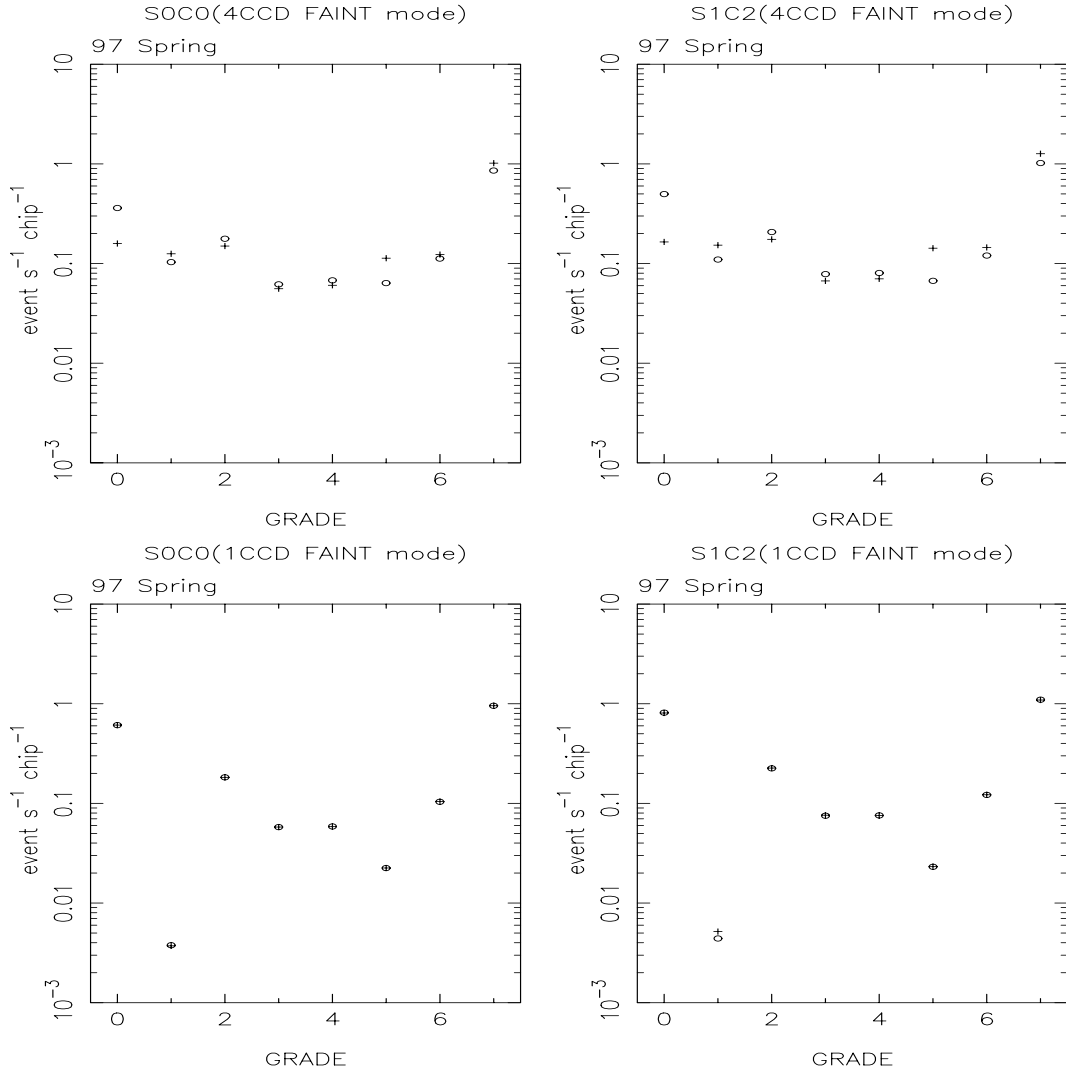 S0C0(4CCD FAINT mode)
97 Spring
10
1
0.1
0.01
10⁻³
event s⁻¹ chip⁻¹
0 2 4 6
GRADE
S1C2(4CCD FAINT mode)
97 Spring
10
1
0.1
0.01
10⁻³
event s⁻¹ chip⁻¹
0 2 4 6
GRADE
S0C0(1CCD FAINT mode)
97 Spring
10
1
0.1
0.01
10⁻³
event s⁻¹ chip⁻¹
0 2 4 6
GRADE
S1C2(1CCD FAINT mode)
97 Spring
10
1
0.1
0.01
10⁻³
event s⁻¹ chip⁻¹
0 2 4 6
GRADE